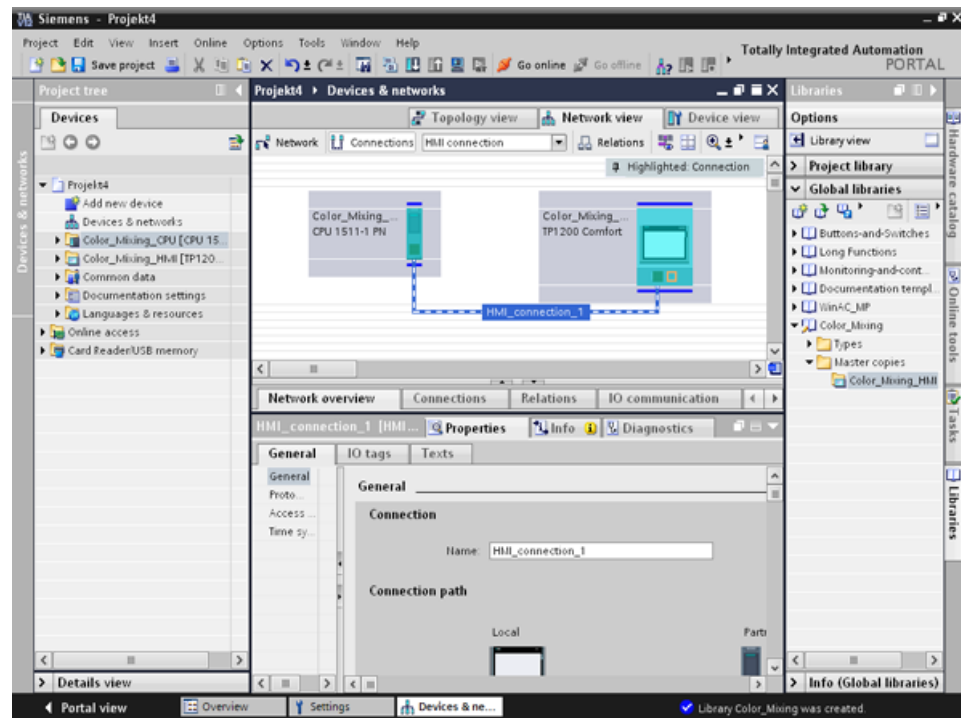 Siemens - Projekt4
Project Edit View Insert Online Options Tools Window Help
Totally Integrated Automation
PORTAL
Save project
Go online
Go offline
Project tree
Devices
Devices & networks
Projekt4
Add new device
Devices & networks
Color_Mixing_CPU [CPU 15...
Color_Mixing_HMI [TP120...
Common data
Documentation settings
Languages & resources
Online access
Card Reader/USB memory
Details view
Projekt4 Devices & networks
Topology view
Network view
Device view
Network
Connections
HMI connection
Relations
Highlighted: Connection
Color_Mixing_...
CPU 1511-1 PN
Color_Mixing_...
TP1200 Comfort
HMI_connection_1
Network overview
Connections
Relations
IO communication
HMI_connection_1 [HMI...
Properties
Info
Diagnostics
General
IO tags
Texts
General
Proto...
Access ...
Time sy...
General
Connection
Name: HMI_connection_1
Connection path
Local
Partn
Libraries
Options
Library view
Project library
Global libraries
Buttons-and-Switches
Long Functions
Monitoring-and-cont...
Documentation templ...
WinAC_MP
Color_Mixing
Types
Master copies
Color_Mixing_HMI
Info (Global libraries)
Hardware catalog
Online tools
Tasks
Libraries
Portal view
Overview
Settings
Devices & ne...
Library Color_Mixing was created.